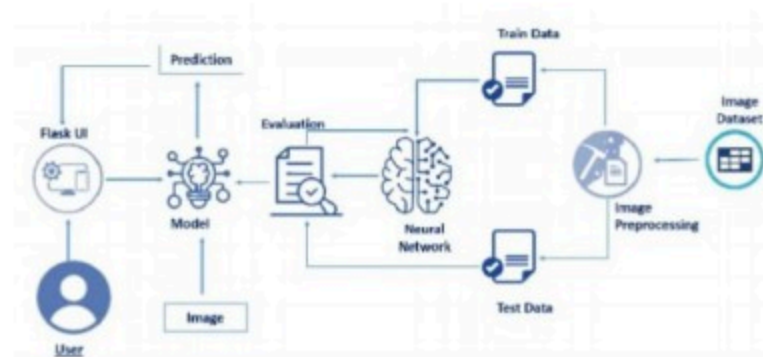 Train Data
Prediction
Image
Dataset
Evaluation
Flask UI
Model
Neural
Network
Image
Preprocessing
Image
Test Data
User